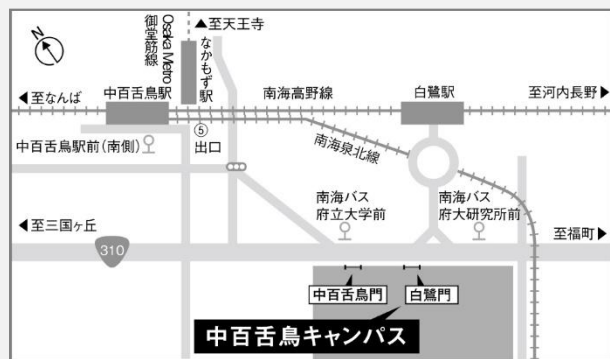 N
Osaka Metro
御堂筋線
なかもず駅
▲至天王寺
◀至なんば
中百舌鳥駅
南海高野線
白鷺駅
至河内長野▶
⑤
出口
中百舌鳥駅前(南側)
南海泉北線
南海バス
府立大学前
南海バス
府大研究所前
◀至三国ヶ丘
至福町▶
310
中百舌鳥門
白鷺門
中百舌鳥キャンパス